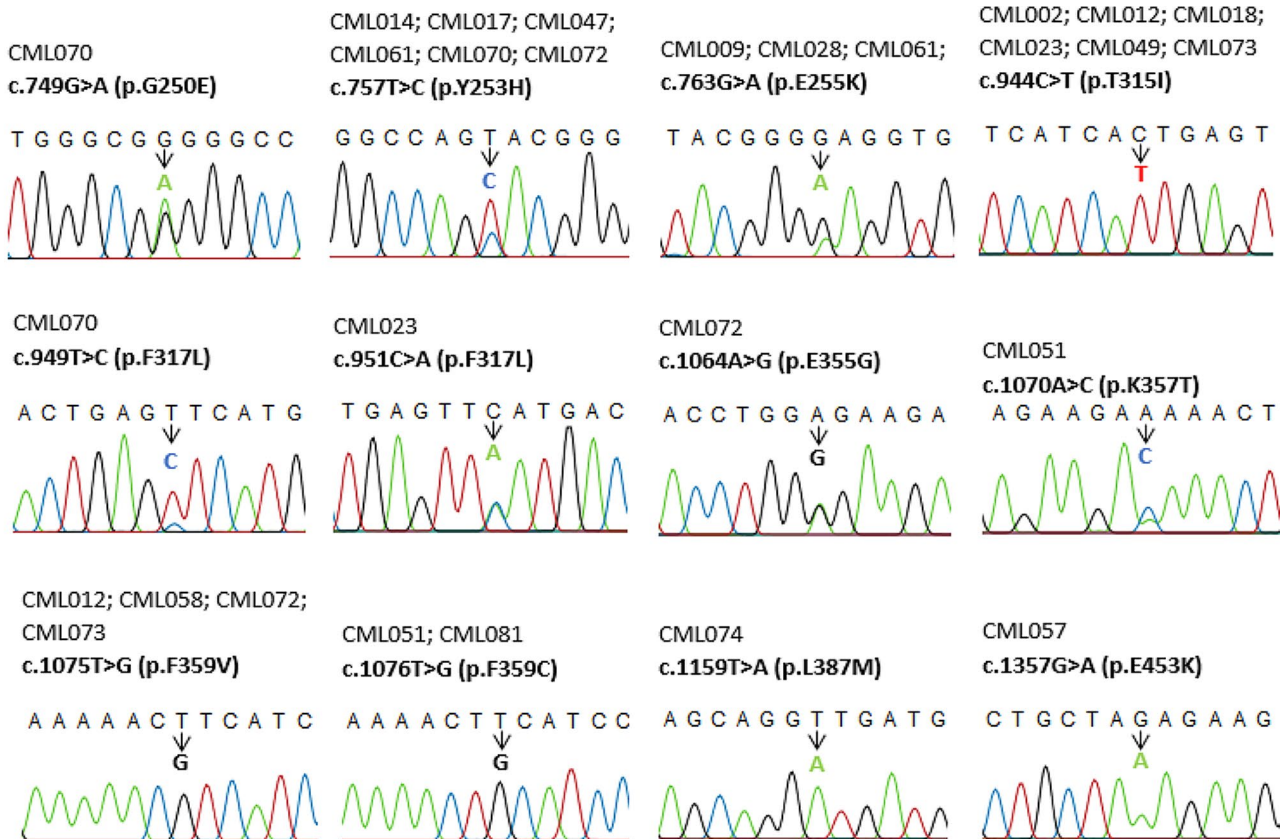 CML070
c.749G>A (p.G250E)
T G G G C G G G G G C C
A
CML014; CML017; CML047;
CML061; CML070; CML072
c.757T>C (p.Y253H)
G G C C A G T A C G G G
C
CML009; CML028; CML061;
c.763G>A (p.E255K)
T A C G G G G A G G T G
A
CML002; CML012; CML018;
CML023; CML049; CML073
c.944C>T (p.T315I)
T C A T C A C T G A G T
T
CML070
c.949T>C (p.F317L)
A C T G A G T T C A T G
C
CML023
c.951C>A (p.F317L)
T G A G T T C A T G A C
A
CML072
c.1064A>G (p.E355G)
A C C T G G A G A A G A
G
CML051
c.1070A>C (p.K357T)
A G A A G A A A A A C T
C
CML012; CML058; CML072;
CML073
c.1075T>G (p.F359V)
A A A A A C T T C A T C
G
CML051; CML081
c.1076T>G (p.F359C)
A A A A C T T C A T C C
G
CML074
c.1159T>A (p.L387M)
A G C A G G T T G A T G
A
CML057
c.1357G>A (p.E453K)
C T G C T A G A G A A G
A